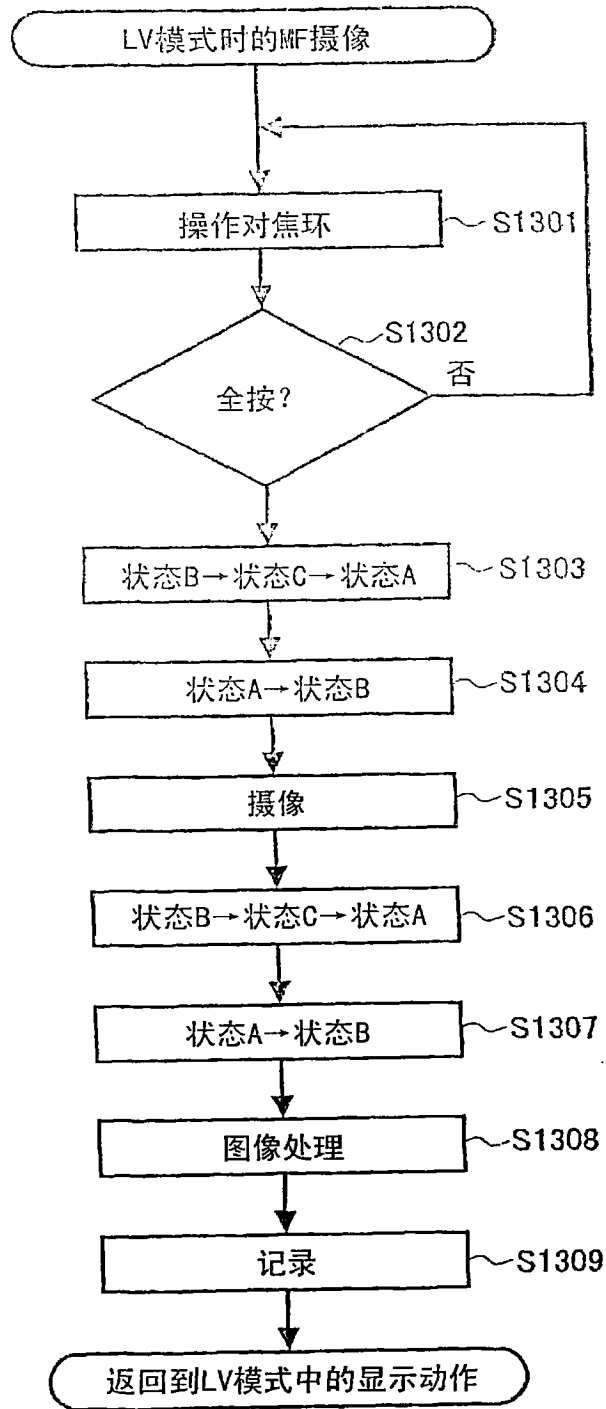 LV模式时的MF摄像
操作对焦环
S1301
S1302
全按?
否
状态B→状态C→状态A
S1303
状态A→状态B
S1304
摄像
S1305
状态B→状态C→状态A
S1306
状态A→状态B
S1307
图像处理
S1308
记录
S1309
返回到LV模式中的显示动作